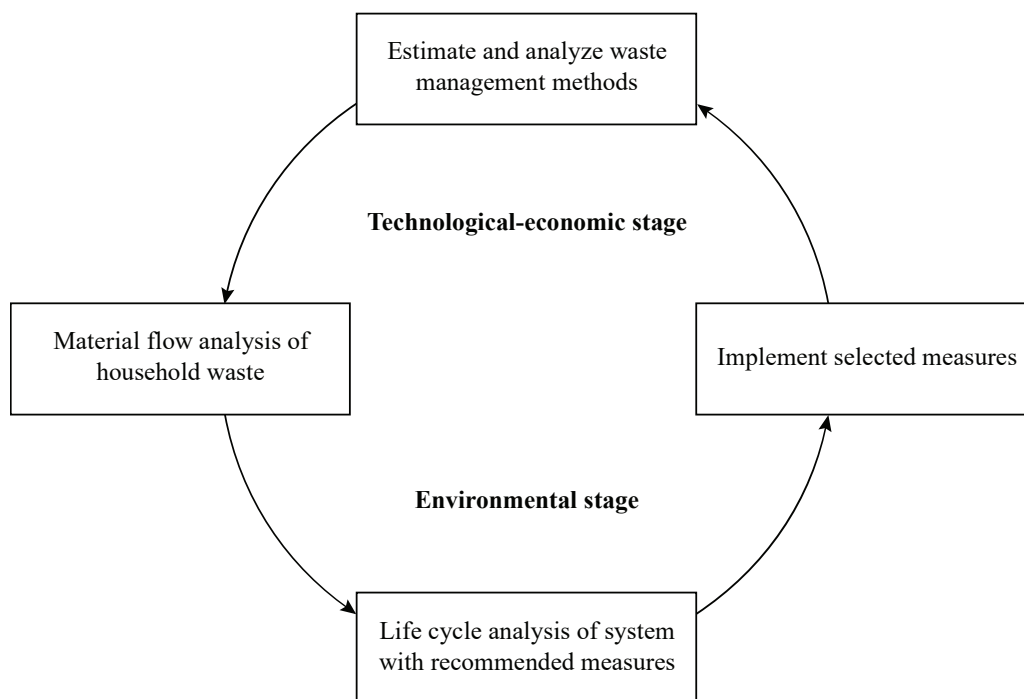 Estimate and analyze waste
management methods
Technological-economic stage
Material flow analysis of
household waste
Implement selected measures
Environmental stage
Life cycle analysis of system
with recommended measures